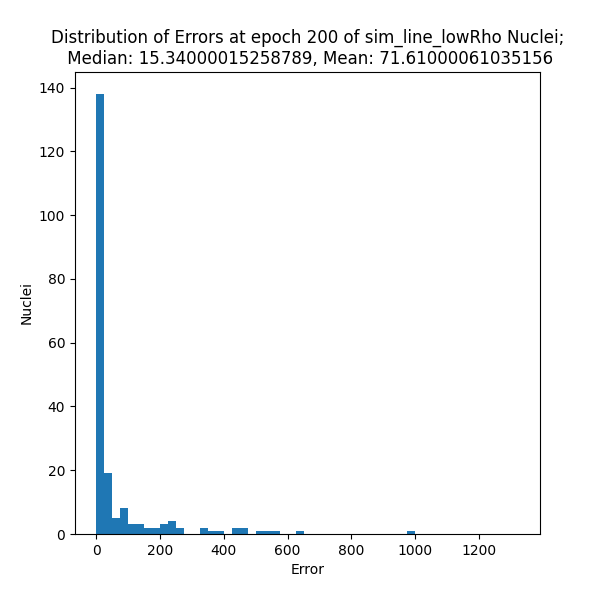 Distribution of Errors at epoch 200 of sim_line_lowRho Nuclei;
Median: 15.34000015258789, Mean: 71.61000061035156
140
120
100
80
60
40
20
0
Nuclei
0 200 400 600 800 1000 1200
Error